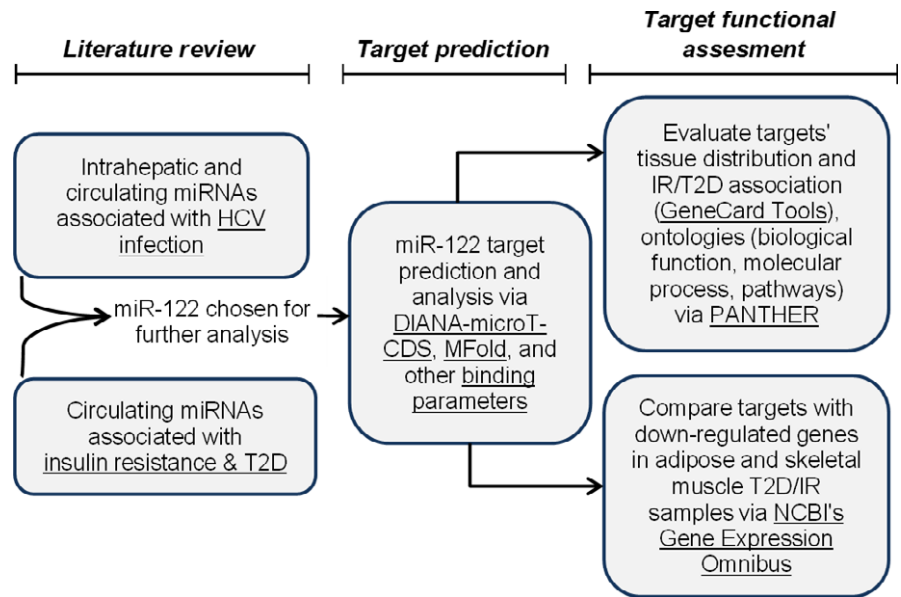 Literature review
Target prediction
Target functional
assesment
Intrahepatic and
circulating miRNAs
associated with HCV
infection
miR-122 chosen for
further analysis
Circulating miRNAs
associated with
insulin resistance & T2D
miR-122 target
prediction and
analysis via
DIANA-microT-
CDS, MFold, and
other binding
parameters
Evaluate targets'
tissue distribution and
IR/T2D association
(GeneCard Tools),
ontologies (biological
function, molecular
process, pathways)
via PANTHER
Compare targets with
down-regulated genes
in adipose and skeletal
muscle T2D/IR
samples via NCBI's
Gene Expression
Omnibus